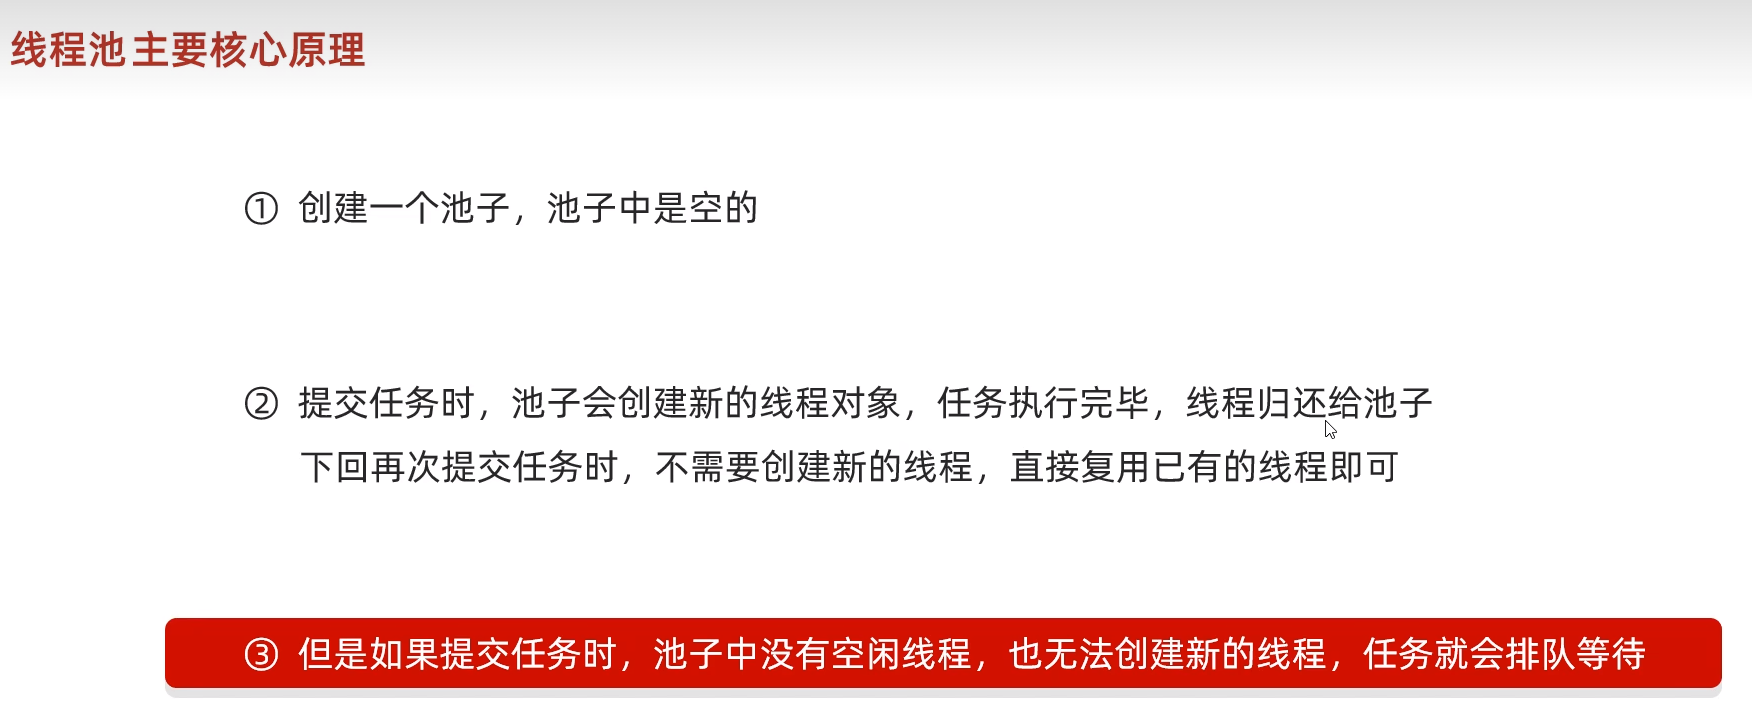 线程池主要核心原理
① 创建一个池子，池子中是空的
② 提交任务时，池子会创建新的线程对象，任务执行完毕，线程归还给池子
下回再次提交任务时，不需要创建新的线程，直接复用已有的线程即可
③ 但是如果提交任务时，池子中没有空闲线程，也无法创建新的线程，任务就会排队等待